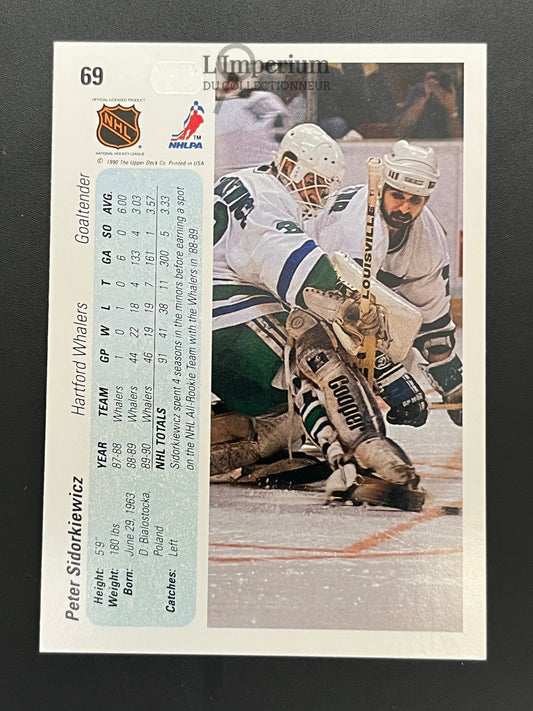 69
L'Imperium
DU COLLECTIONNEUR
OFFICIAL LICENSED PRODUCT
NHL
NATIONAL HOCKEY LEAGUE
TM
NHLPA
© 1990 The Upper Deck Co. Printed in USA
Peter Sidorkiewicz Hartford Whalers Goaltender
Height: 5'9"
Weight: 180 lbs.
Born: June 29, 1963
D. Bialostocka,
Poland
Catches: Left
YEAR TEAM GP W L T GA SO AVG.
87-88 Whalers 1 0 1 0 6 0 6.00
88-89 Whalers 44 22 18 4 133 4 3.03
89-90 Whalers 46 19 19 7 161 1 3.57
NHL TOTALS 91 41 38 11 300 5 3.33
Sidorkiewicz spent 4 seasons in the minors before earning a spot
on the NHL All-Rookie Team with the Whalers in '88-89.
LOUISVILLE
Cooper